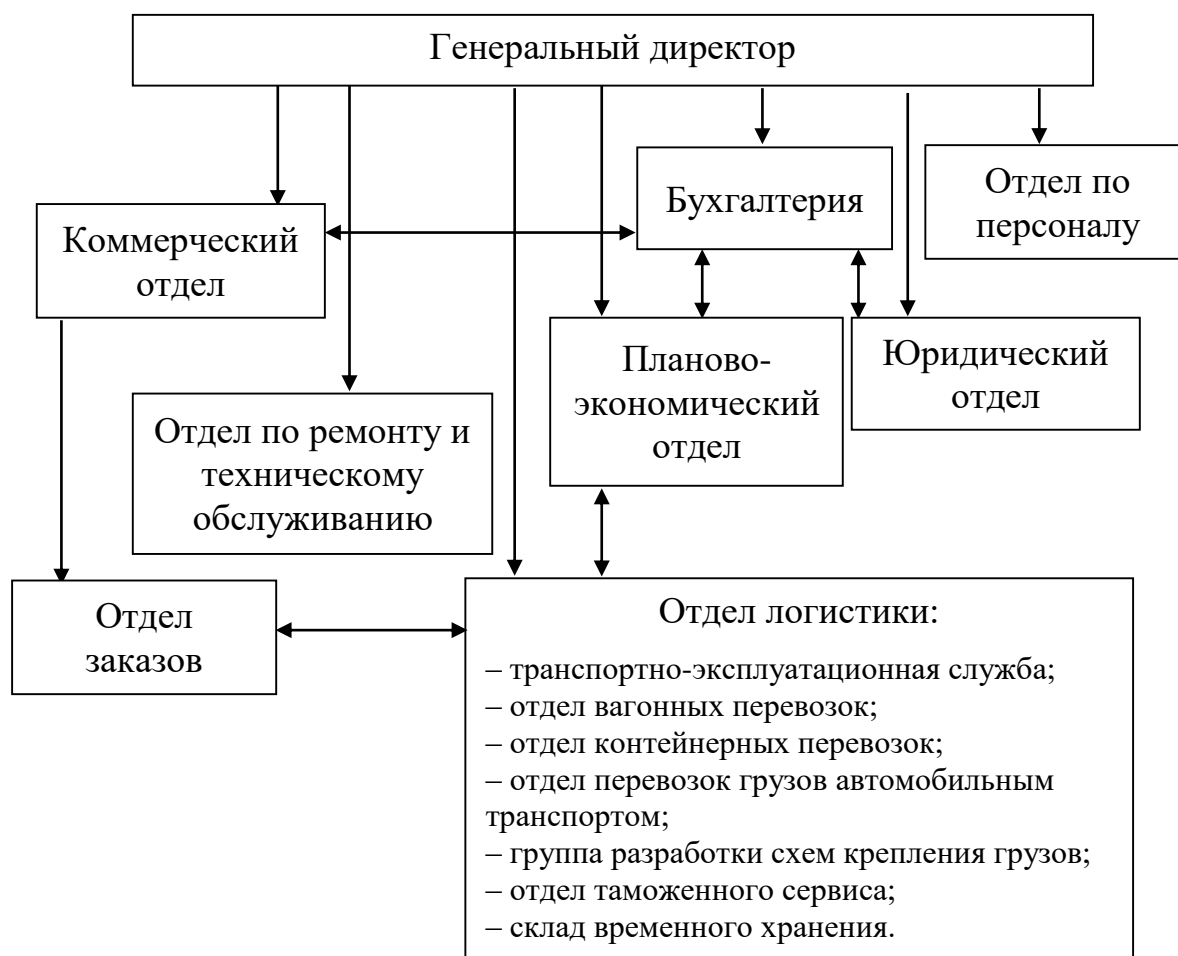 Генеральный директор
Бухгалтерия
Отдел по
персоналу
Коммерческий
отдел
Планово-
экономический
отдел
Юридический
отдел
Отдел по ремонту и
техническому
обслуживанию
Отдел
заказов
Отдел логистики:
– транспортно-эксплуатационная служба;
– отдел вагонных перевозок;
– отдел контейнерных перевозок;
– отдел перевозок грузов автомобильным
транспортом;
– группа разработки схем крепления грузов;
– отдел таможенного сервиса;
– склад временного хранения.